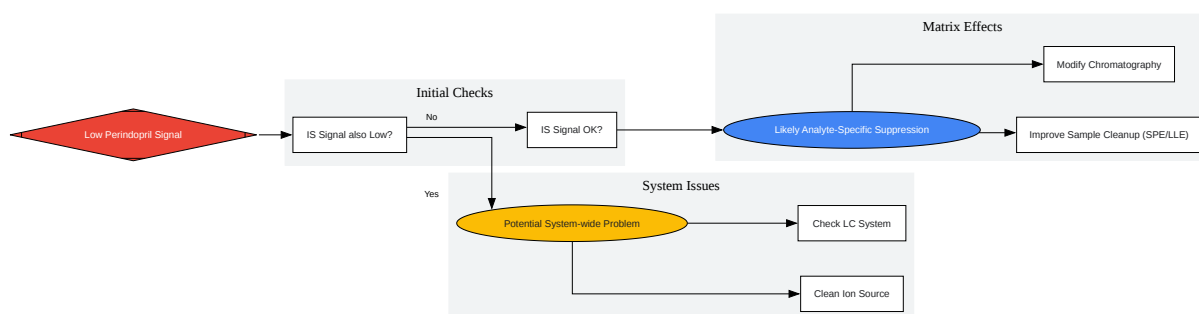 Matrix Effects
Modify Chromatography
Initial Checks
Low Perindopril Signal
IS Signal also Low?
No
IS Signal OK?
Likely Analyte-Specific Suppression
Improve Sample Cleanup (SPE/LLE)
System Issues
Yes
Potential System-wide Problem
Check LC System
Clean Ion Source